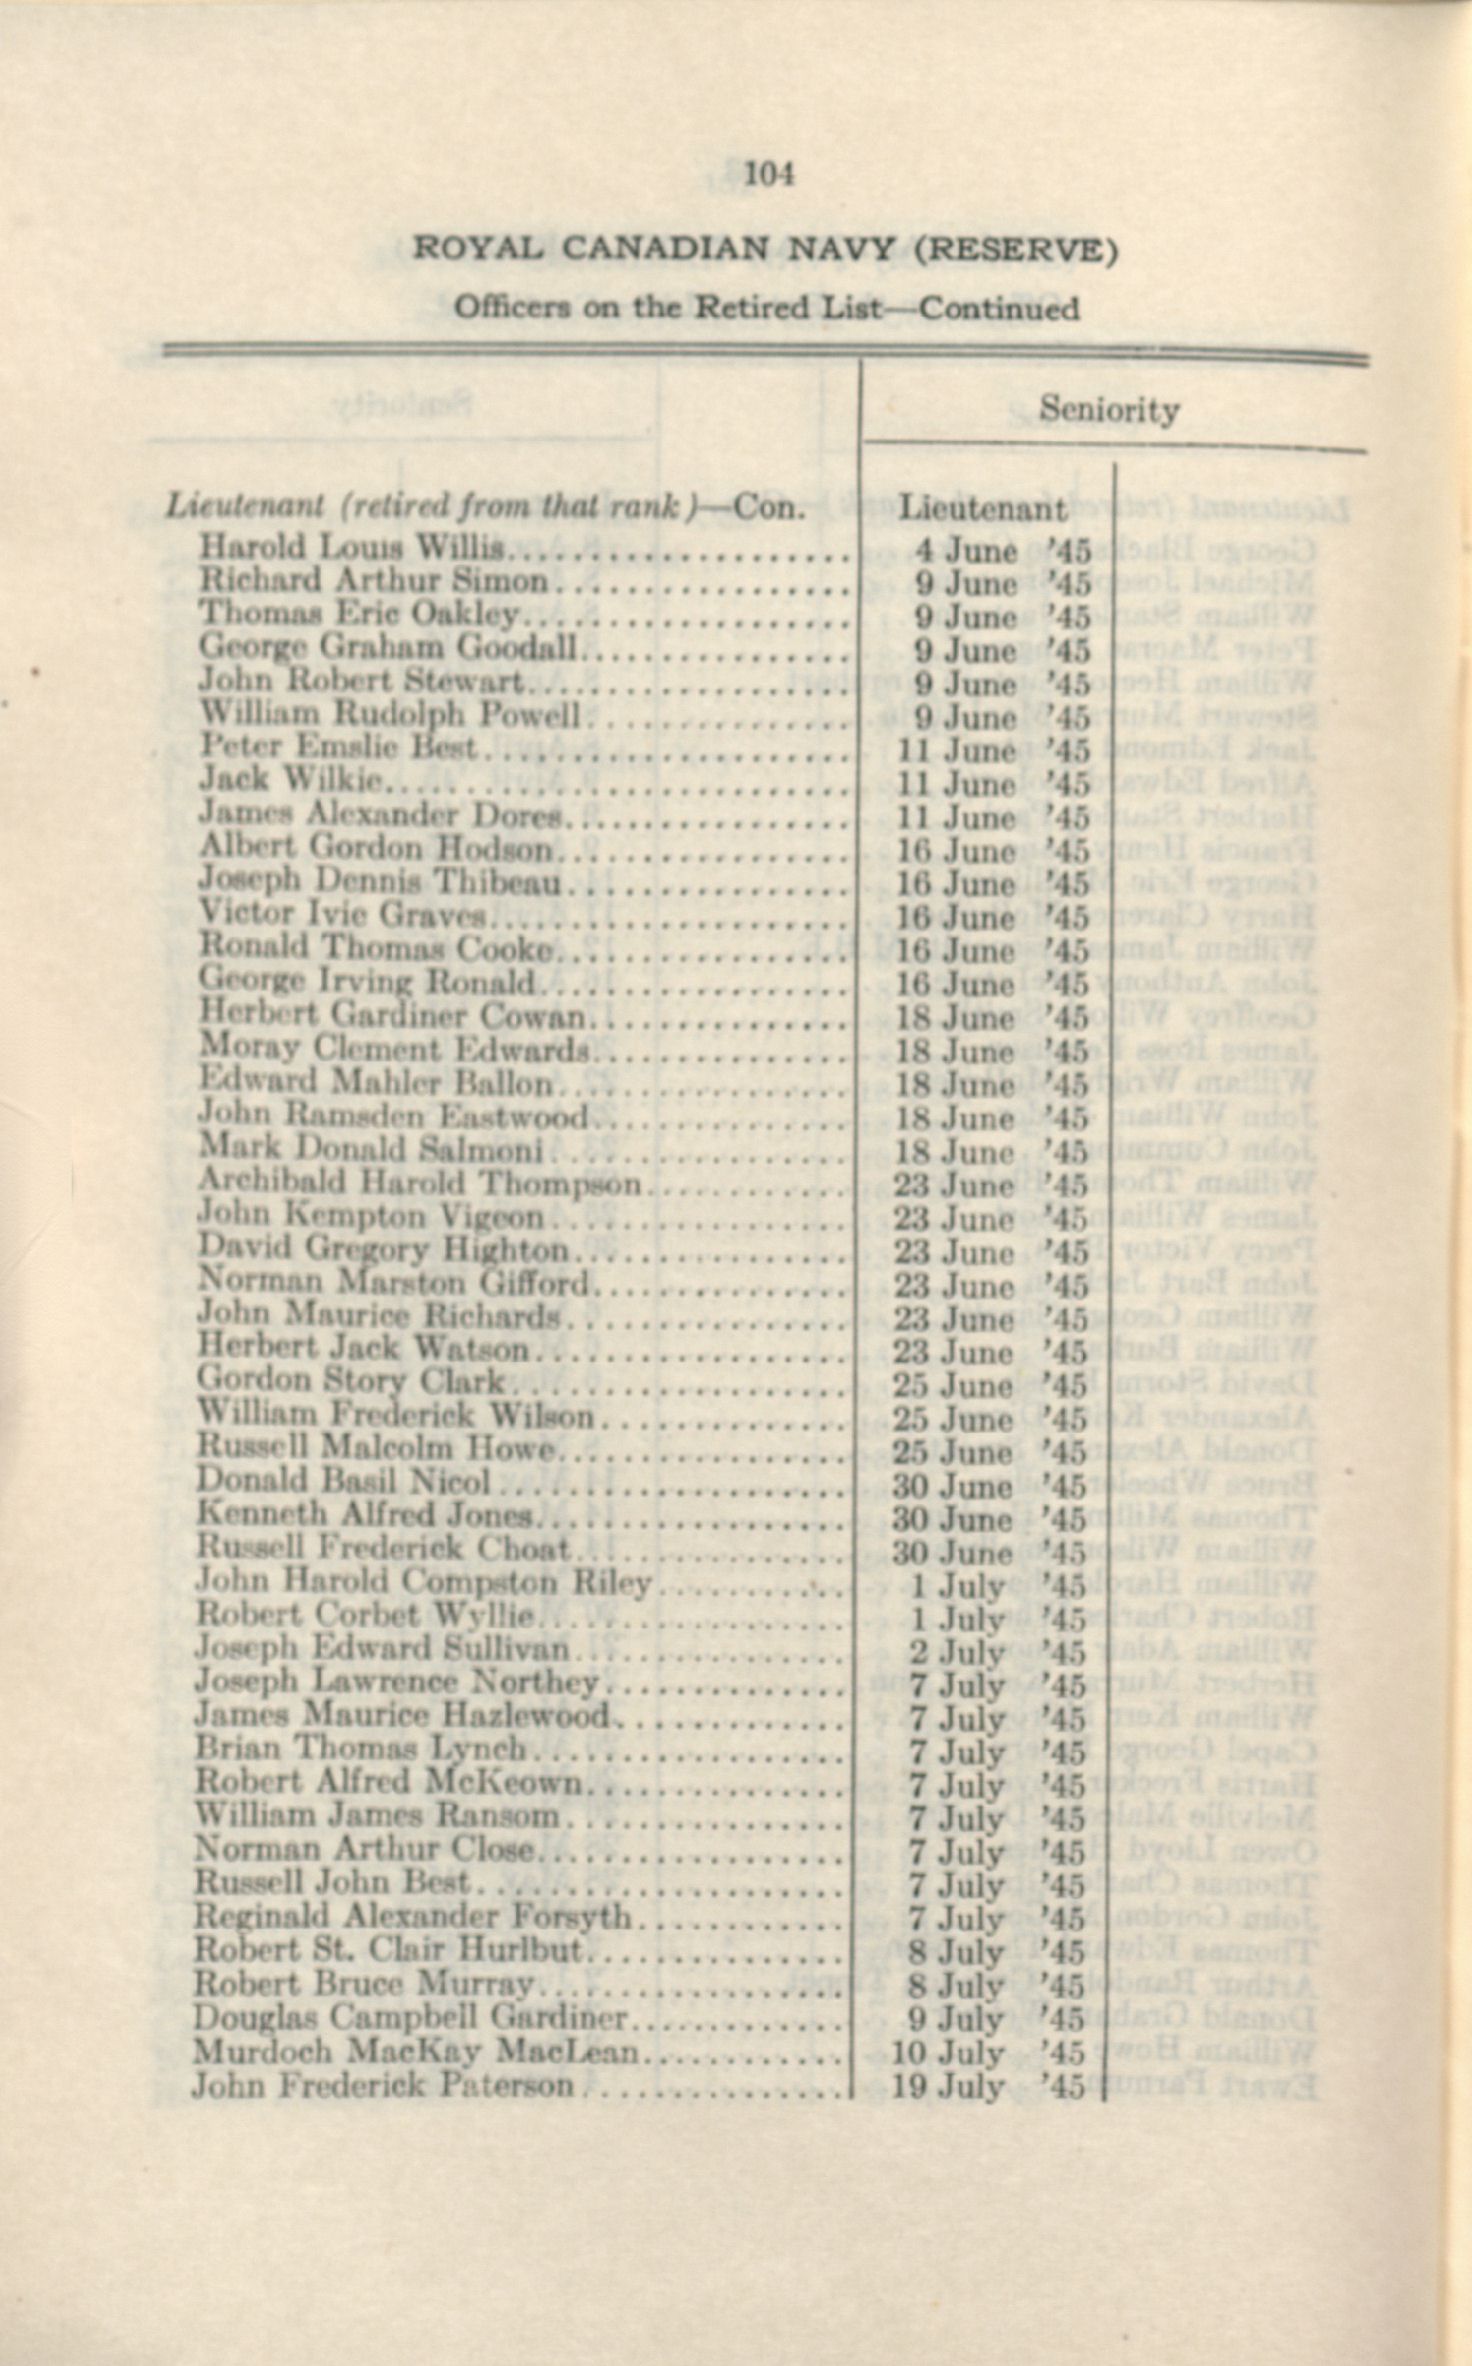 104
ROYAL CANADIAN NAVY (RESERVE)
Officers on the Retired List—Continued
Seniority
Lieutenant (retired from that rank)—Con. Lieutenant
Harold Louis Willis..................... 4 June '45
Richard Arthur Simon.................. 9 June '45
Thomas Eric Oakley.................... 9 June '45
George Graham Goodall................ 9 June '45
John Robert Stewart................... 9 June '45
William Rudolph Powell................ 9 June '45
Peter Emslie Best...................... 11 June '45
Jack Wilkie............................ 11 June '45
James Alexander Dores................. 11 June '45
Albert Gordon Hodson.................. 16 June '45
Joseph Dennis Thibeau................. 16 June '45
Victor Ivie Graves...................... 16 June '45
Ronald Thomas Cooke.................. 16 June '45
George Irving Ronald................... 16 June '45
Herbert Gardiner Cowan................ 18 June '45
Moray Clement Edwards................ 18 June '45
Edward Mahler Ballon.................. 18 June '45
John Ramsden Eastwood................ 18 June '45
Mark Donald Salmoni.................. 18 June '45
Archibald Harold Thompson............. 23 June '45
John Kempton Vigeon.................. 23 June '45
David Gregory Highton................. 23 June '45
Norman Marston Gifford................ 23 June '45
John Maurice Richards................. 23 June '45
Herbert Jack Watson................... 23 June '45
Gordon Story Clark.................... 25 June '45
William Frederick Wilson............... 25 June '45
Russell Malcolm Howe.................. 25 June '45
Donald Basil Nicol..................... 30 June '45
Kenneth Alfred Jones................... 30 June '45
Russell Frederick Choat................. 30 June '45
John Harold Compston Riley............ 1 July '45
Robert Corbet Wyllie................... 1 July '45
Joseph Edward Sullivan................. 2 July '45
Joseph Lawrence Northey............... 7 July '45
James Maurice Hazlewood.............. 7 July '45
Brian Thomas Lynch................... 7 July '45
Robert Alfred McKeown................ 7 July '45
William James Ransom................. 7 July '45
Norman Arthur Close................... 7 July '45
Russell John Best...................... 7 July '45
Reginald Alexander Forsyth............. 7 July '45
Robert St. Clair Hurlbut................ 8 July '45
Robert Bruce Murray................... 8 July '45
Douglas Campbell Gardiner............. 9 July '45
Murdoch MacKay MacLean............. 10 July '45
John Frederick Paterson................ 19 July '45